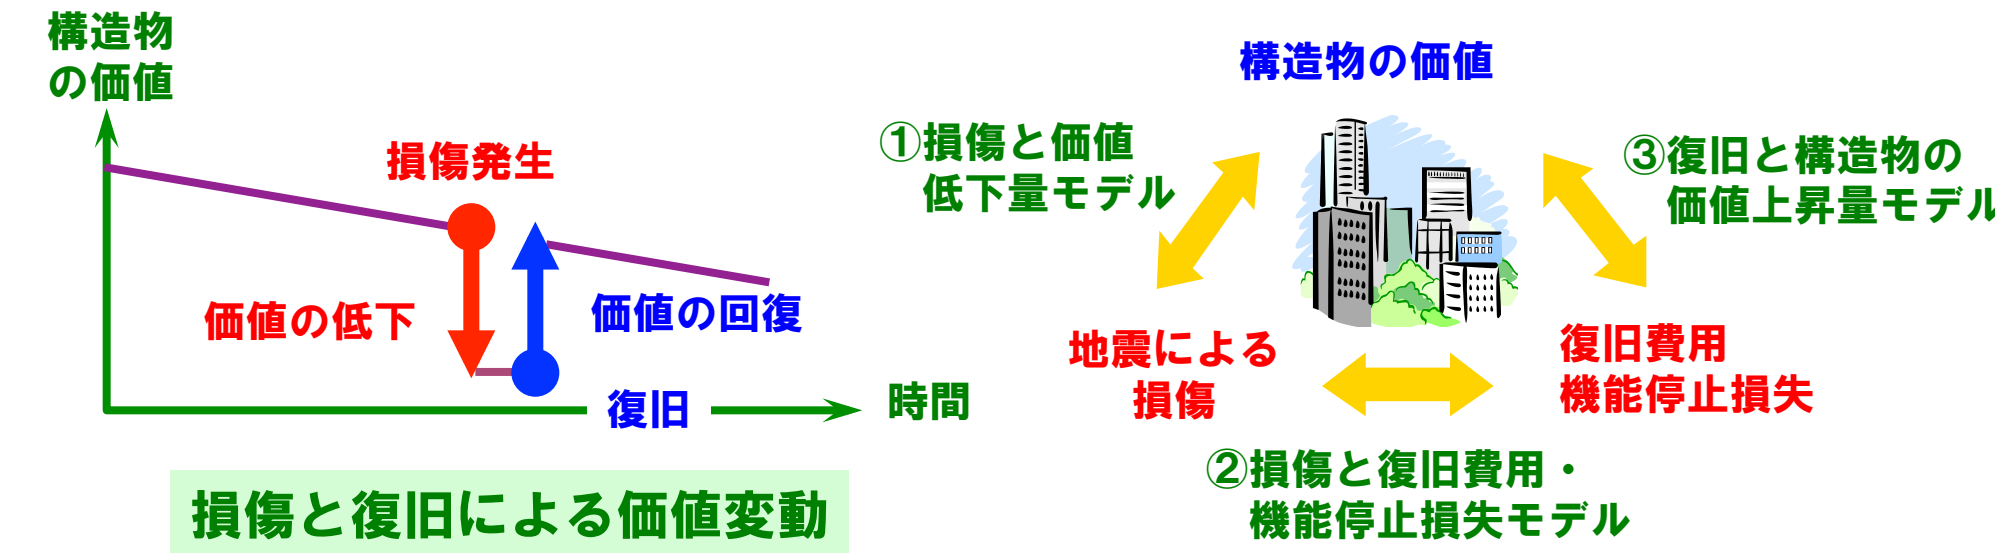 構造物
の価値
損傷発生
価値の低下
価値の回復
復旧
時間
損傷と復旧による価値変動
構造物の価値
①損傷と価値
低下量モデル
③復旧と構造物の
価値上昇量モデル
地震による
損傷
復旧費用
機能停止損失
②損傷と復旧費用・
機能停止損失モデル